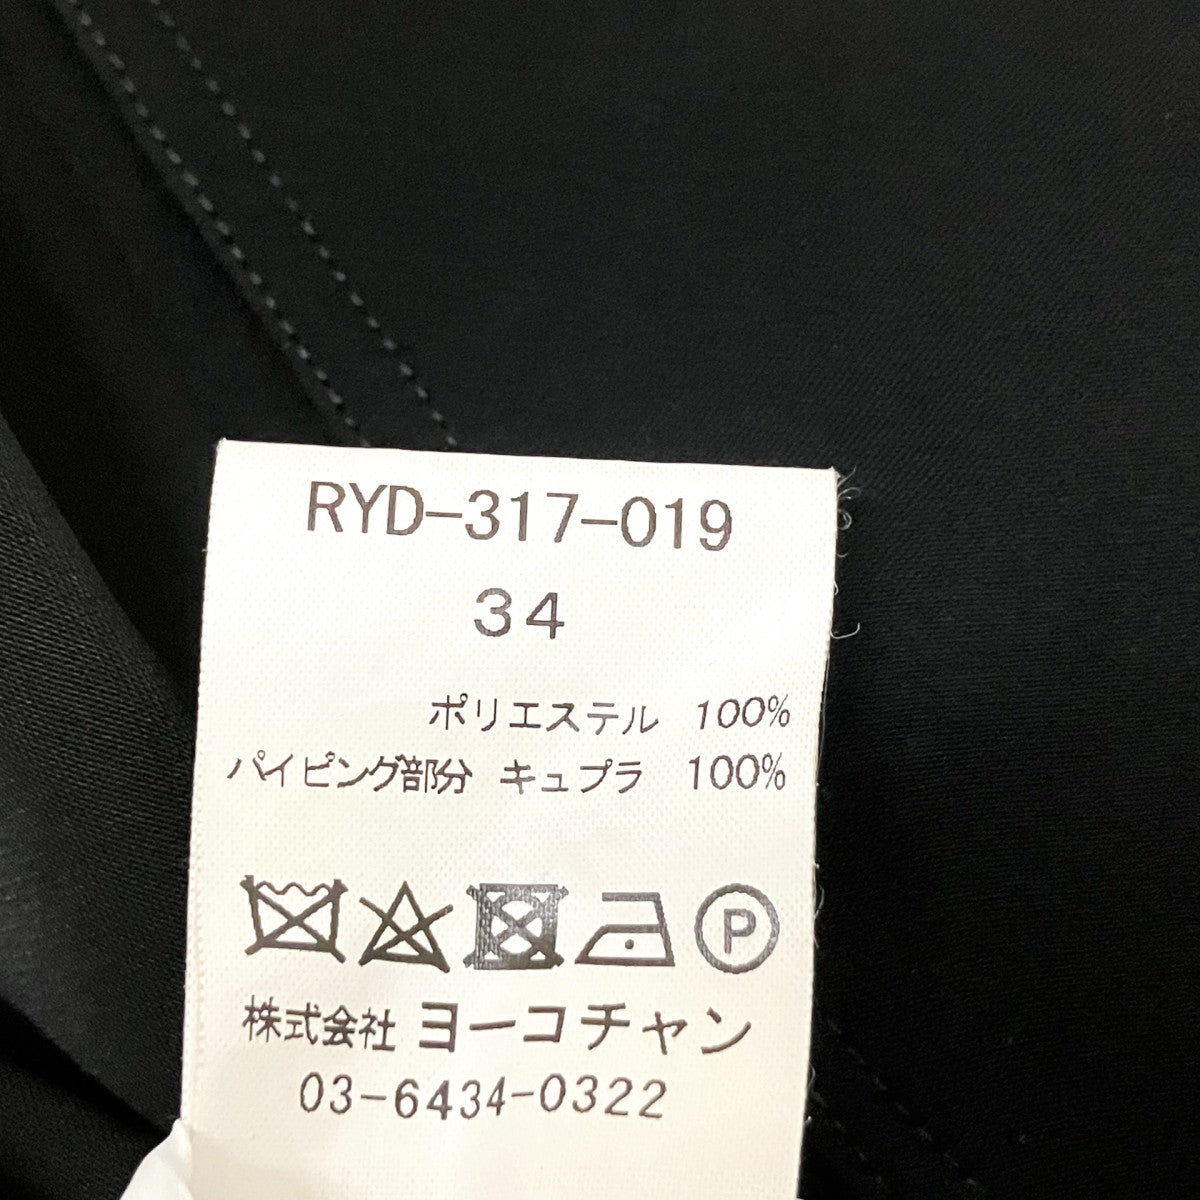 RYD-317-019
34
ポリエステル 100%
パイピング部分 キュプラ 100%
P
株式会社 ヨーコチャン
03-6434-0322